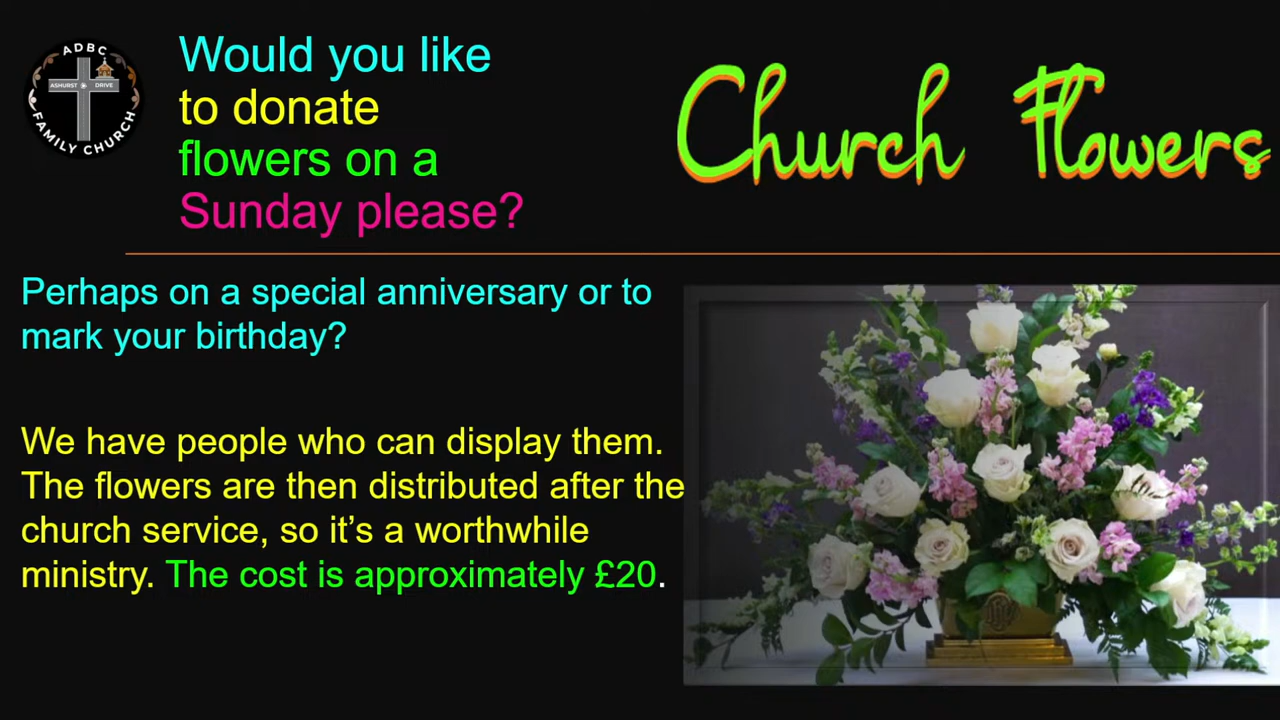 ADBC
ASHURST DRIVE
FAMILY CHURCH
Would you like
to donate
flowers on a
Sunday please?
Church Flowers
Perhaps on a special anniversary or to
mark your birthday?
We have people who can display them.
The flowers are then distributed after the
church service, so it’s a worthwhile
ministry. The cost is approximately £20.